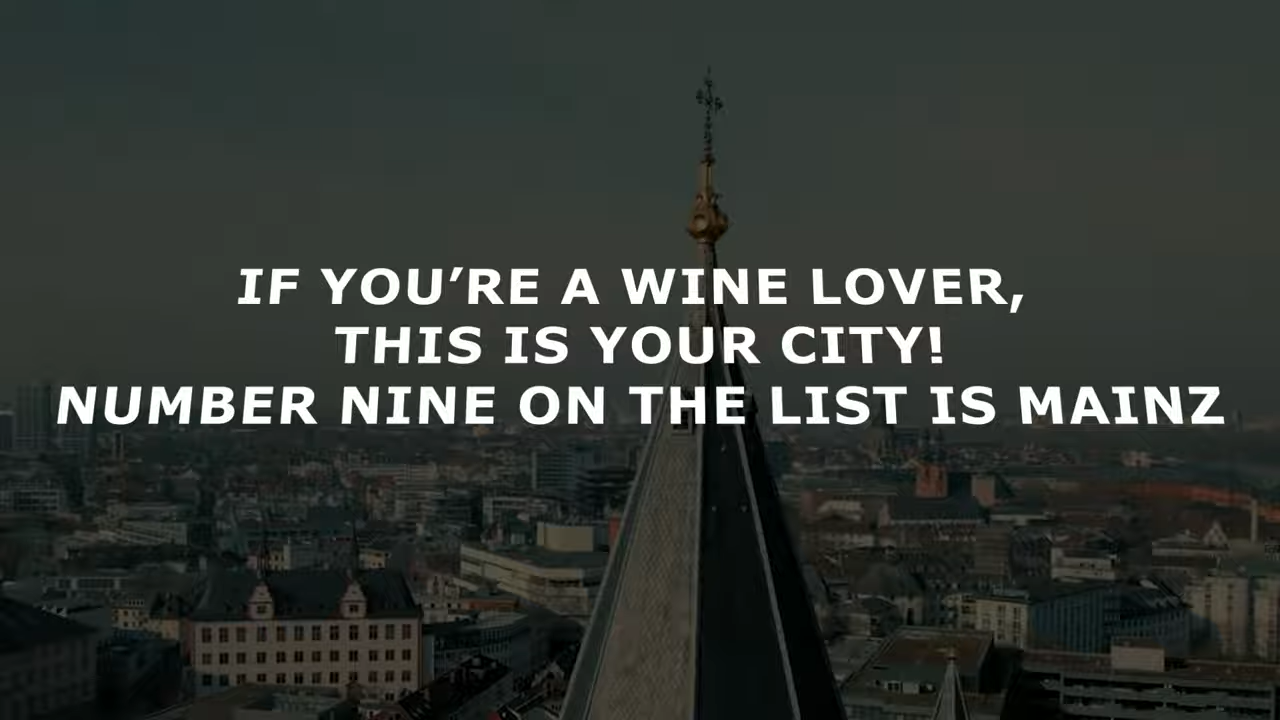 IF YOU’RE A WINE LOVER,
THIS IS YOUR CITY!
NUMBER NINE ON THE LIST IS MAINZ